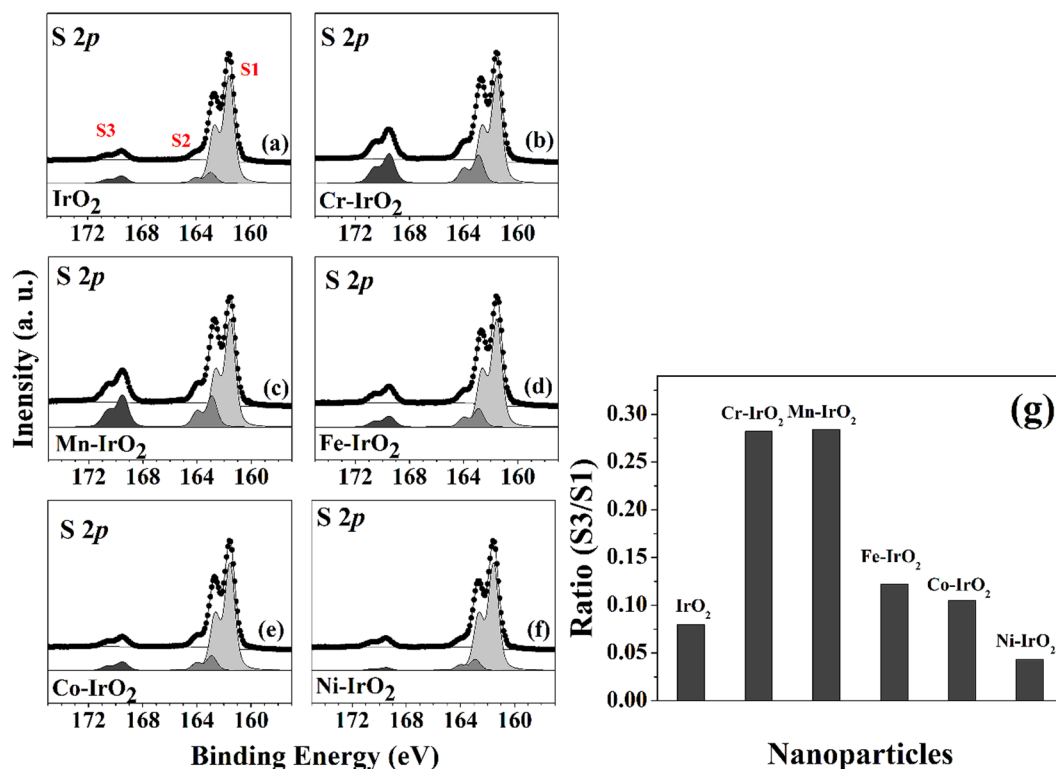 S 2p
S1
S2
S3
(a)
IrO2
172 168 164 160
S 2p
(b)
Cr-IrO2
172 168 164 160
S 2p
(c)
Mn-IrO2
172 168 164 160
S 2p
(d)
Fe-IrO2
172 168 164 160
S 2p
(e)
Co-IrO2
172 168 164 160
S 2p
(f)
Ni-IrO2
172 168 164 160
Inensity (a. u.)
Binding Energy (eV)
(g)
Ratio (S3/S1)
0.30
0.25
0.20
0.15
0.10
0.05
0.00
IrO2
Cr-IrO2
Mn-IrO2
Fe-IrO2
Co-IrO2
Ni-IrO2
Nanoparticles